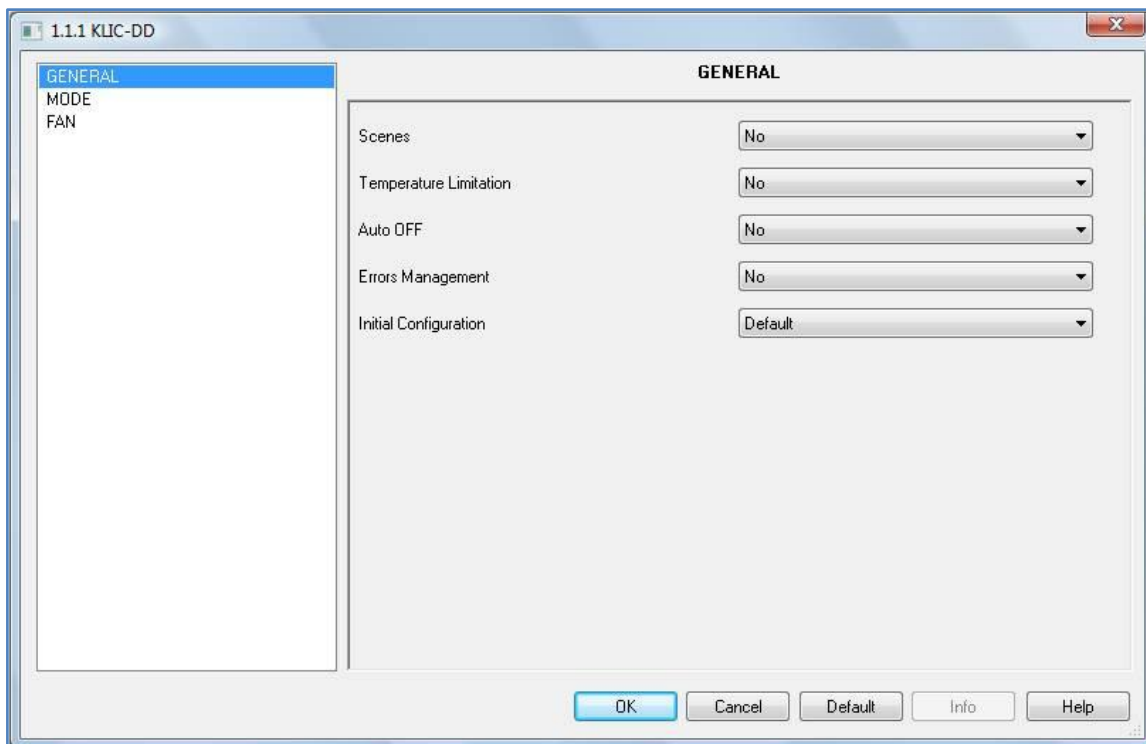 1.1.1 KLIC-DD
GENERAL
MODE
FAN
GENERAL
Scenes No
Temperature Limitation No
Auto OFF No
Errors Management No
Initial Configuration Default
OK Cancel Default Info Help